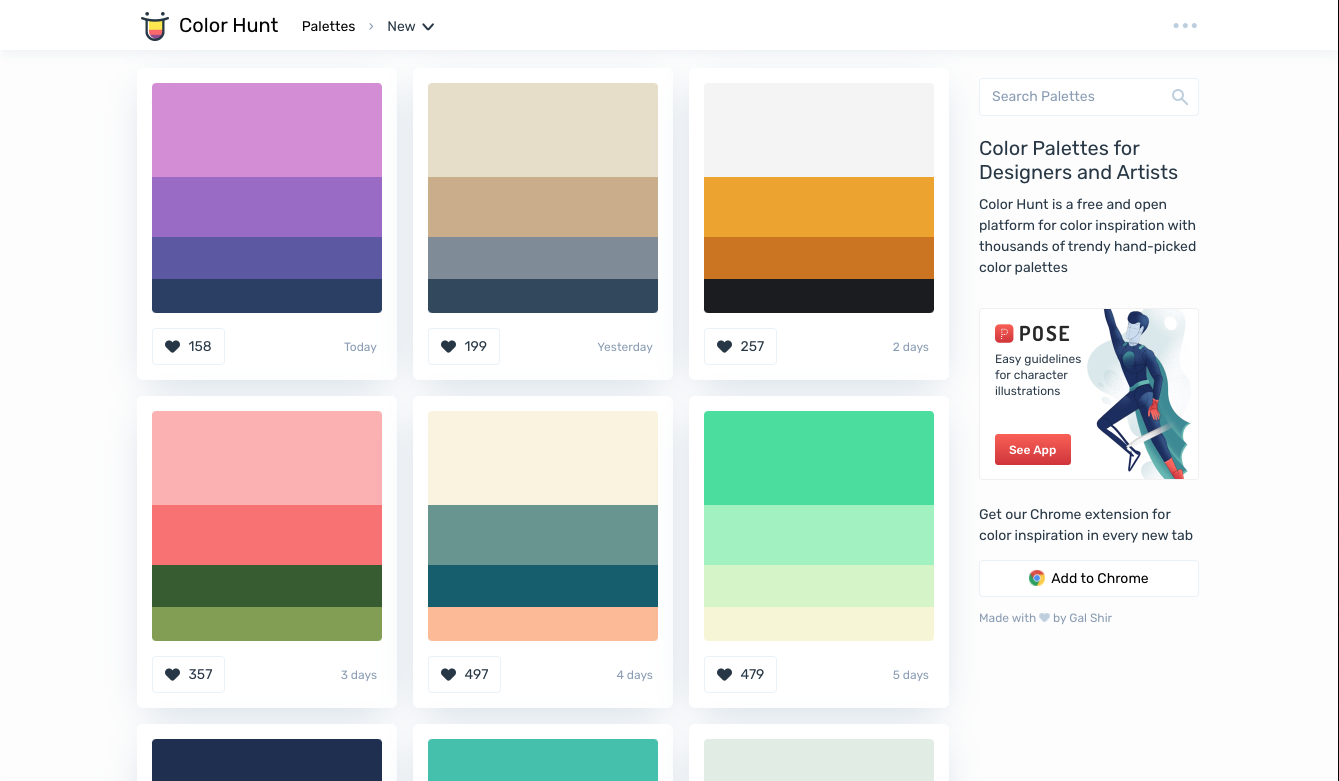 Color Hunt
Palettes › New
158
Today
199
Yesterday
257
2 days
357
3 days
497
4 days
479
5 days
Search Palettes
Color Palettes for
Designers and Artists
Color Hunt is a free and open
platform for color inspiration with
thousands of trendy hand-picked
color palettes
P POSE
Easy guidelines
for character
illustrations
See App
Get our Chrome extension for
color inspiration in every new tab
Add to Chrome
Made with ♥ by Gal Shir